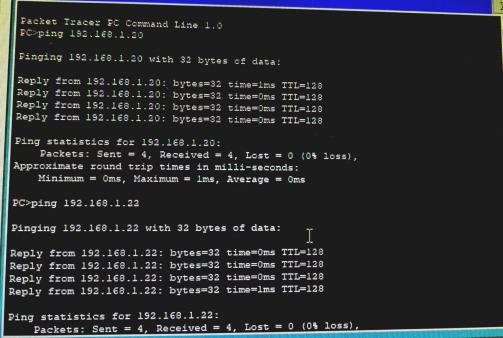 Packet Tracer PC Command Line 1.0
PC>ping 192.168.1.20
Pinging 192.168.1.20 with 32 bytes of data:
Reply from 192.168.1.20: bytes=32 time=1ms TTL=128
Reply from 192.168.1.20: bytes=32 time=0ms TTL=128
Reply from 192.168.1.20: bytes=32 time=0ms TTL=128
Reply from 192.168.1.20: bytes=32 time=0ms TTL=128
Ping statistics for 192.168.1.20:
Packets: Sent = 4, Received = 4, Lost = 0 (0% loss),
Approximate round trip times in milli-seconds:
Minimum = 0ms, Maximum = 1ms, Average = 0ms
PC>ping 192.168.1.22
Pinging 192.168.1.22 with 32 bytes of data:
Reply from 192.168.1.22: bytes=32 time=0ms TTL=128
Reply from 192.168.1.22: bytes=32 time=0ms TTL=128
Reply from 192.168.1.22: bytes=32 time=0ms TTL=128
Reply from 192.168.1.22: bytes=32 time=1ms TTL=128
Ping statistics for 192.168.1.22:
Packets: Sent = 4, Received = 4, Lost = 0 (0% loss),